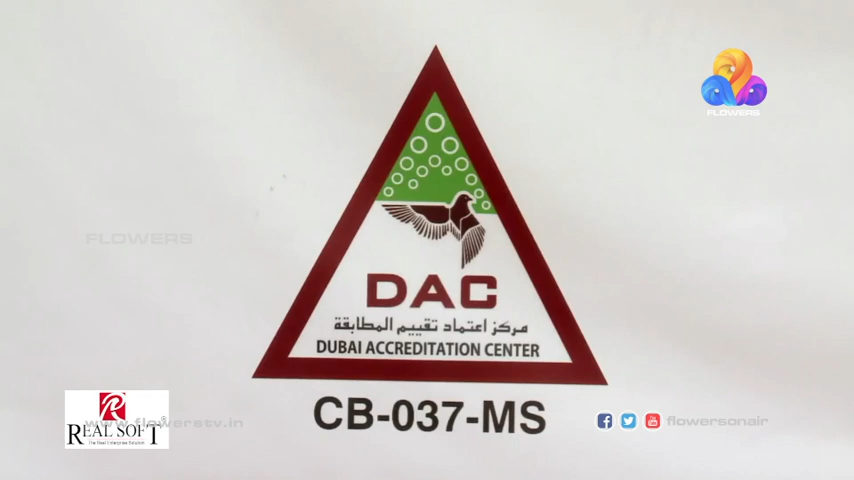 FLOWERS
FLOWERS
DAC
مركز اعتماد تقييم المطابقة
DUBAI ACCREDITATION CENTER
CB-037-MS
R
REAL SOFT
The Real Enterprise Solution
www.flowerstv.in
flowersonair